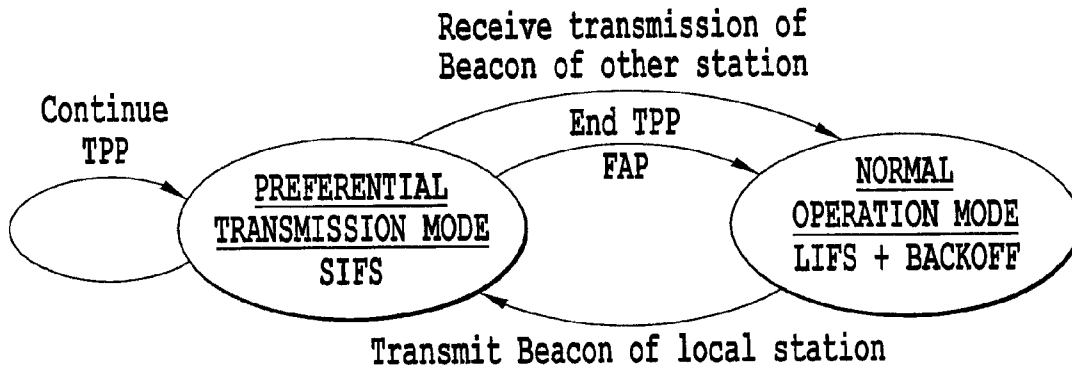 Receive transmission of
Beacon of other station
Continue
TPP
End TPP
FAP
PREFERENTIAL
TRANSMISSION MODE
SIFS
NORMAL
OPERATION MODE
LIFS + BACKOFF
Transmit Beacon of local station